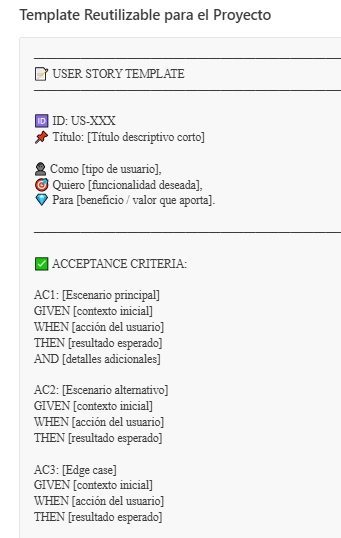 Template Reutilizable para el Proyecto
📝 USER STORY TEMPLATE
🆔 ID: US-XXX
📌 Título: [Título descriptivo corto]
👤 Como [tipo de usuario],
🎯 Quiero [funcionalidad deseada],
💎 Para [beneficio / valor que aporta].
✅ ACCEPTANCE CRITERIA:
AC1: [Escenario principal]
GIVEN [contexto inicial]
WHEN [acción del usuario]
THEN [resultado esperado]
AND [detalles adicionales]
AC2: [Escenario alternativo]
GIVEN [contexto inicial]
WHEN [acción del usuario]
THEN [resultado esperado]
AC3: [Edge case]
GIVEN [contexto inicial]
WHEN [acción del usuario]
THEN [resultado esperado]